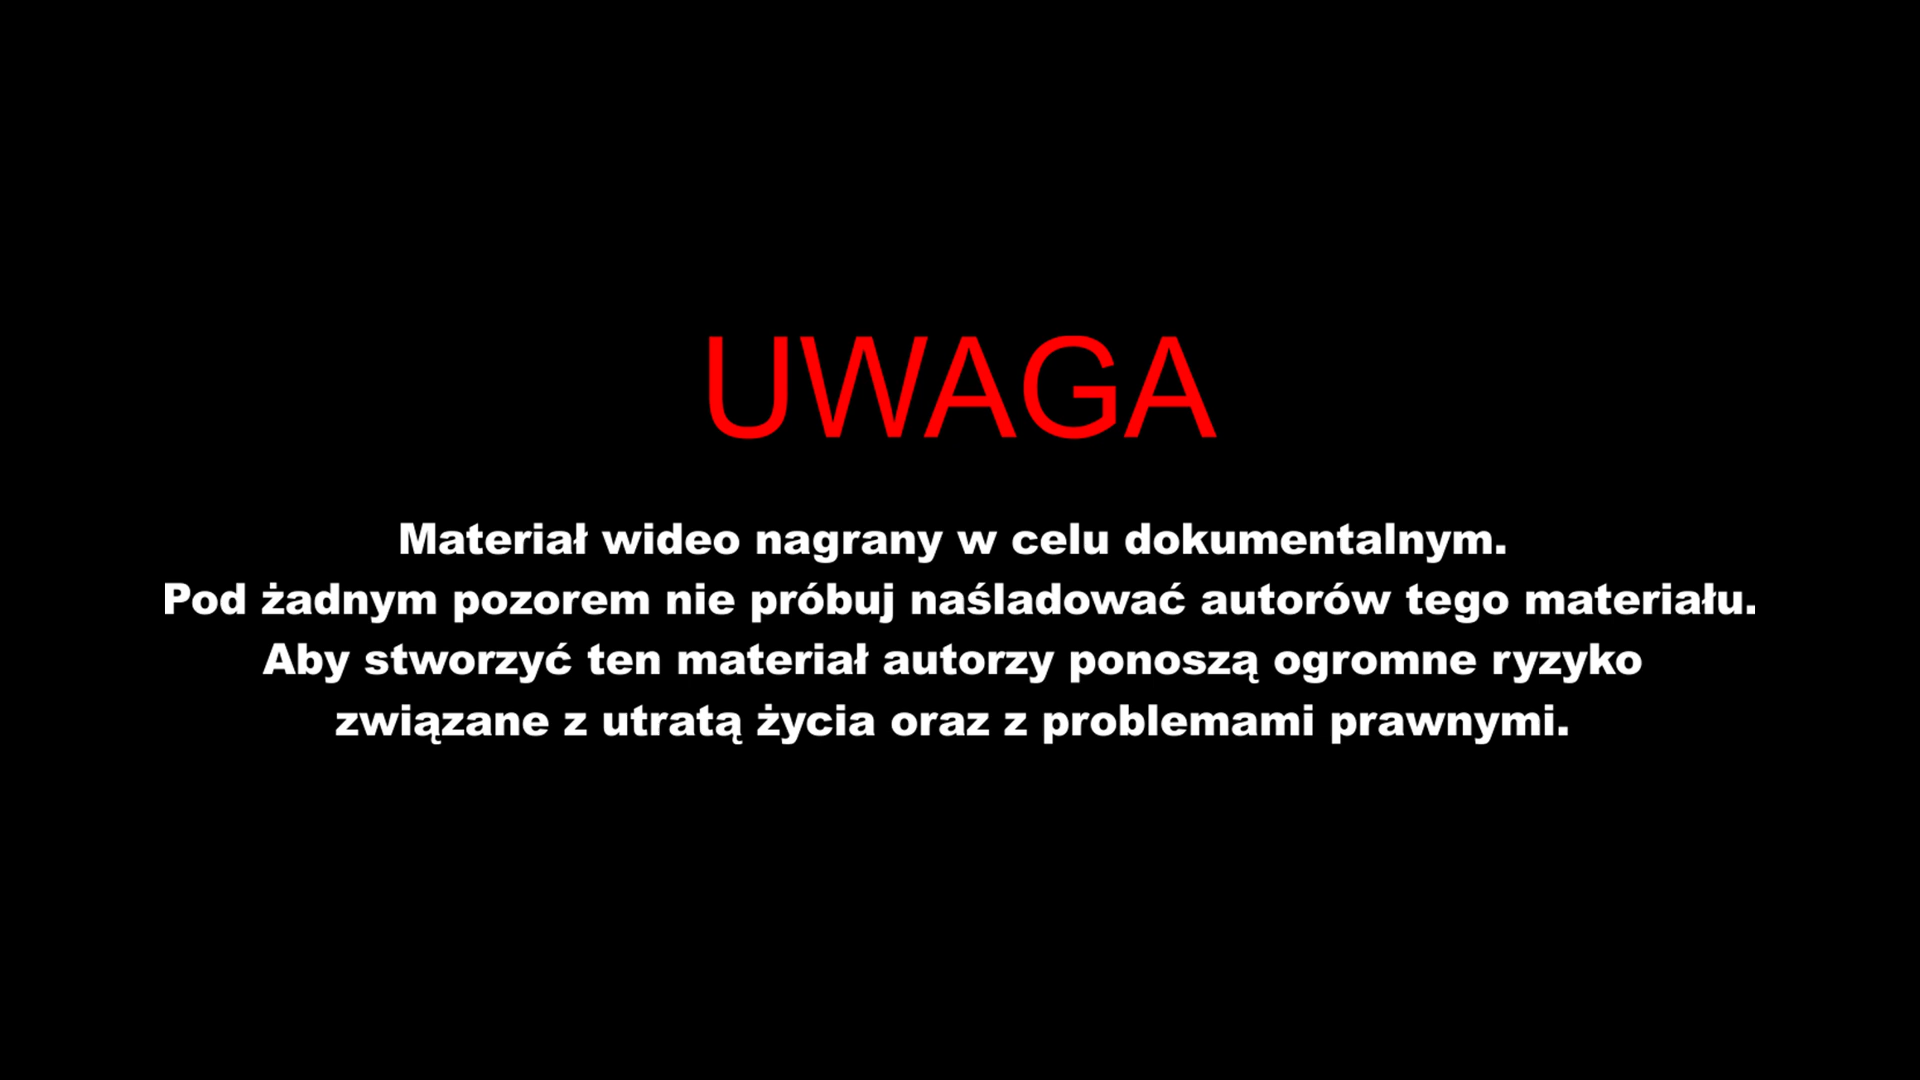 UWAGA
Materiał wideo nagrany w celu dokumentalnym.
Pod żadnym pozorem nie próbuj naśladować autorów tego materiału.
Aby stworzyć ten materiał autorzy ponoszą ogromne ryzyko
związane z utratą życia oraz z problemami prawnymi.